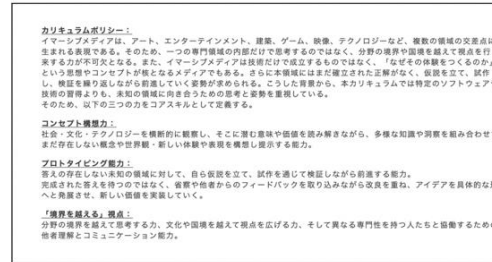 カリキュラムポリシー：
イマーシブメディアは、アート、エンターテインメント、建築、ゲーム、映像、テクノロジーなど、複数の領域の交差点に
生まれる表現である。そのため、一つの専門領域の内部だけで思考するのではなく、分野の境界や国境を越えて視点を行き
来する力が不可欠となる。また、イマーシブメディアは技術だけで成立するものではなく、「なぜその体験をつくるのか」
という思想やコンセプトが核となるメディアでもある。さらに本領域にはまだ確立された正解がなく、仮説を立て、試作
し、検証を繰り返しながら前進していく姿勢が求められる。こうした背景から、本カリキュラムでは特定のソフトウェア
技術の習得よりも、未知の領域に向き合うための思考と姿勢を重視している。
そのため、以下の三つの力をコアスキルとして定義する。
コンセプト構想力：
社会・文化・テクノロジーを横断的に観察し、そこに潜む意味や価値を読み解きながら、多様な知識や洞察を組み合わせ
まだ存在しない概念や世界観・新しい体験や表現を構想し提示する能力。
プロトタイピング能力：
答えの存在しない未知の領域に対して、自ら仮説を立て、試作を通じて検証しながら前進する能力。
完成された答えを待つのではなく、省察や他者からのフィードバックを取り込みながら改良を重ね、アイデアを具体的な
へと発展させ、新しい価値を実装していく。
「境界を越える」視点：
分野の境界を越えて思考する力、文化や国境を越えて視点を広げる力、そして異なる専門性を持つ人たちと協働するための
他者理解とコミュニケーション能力。